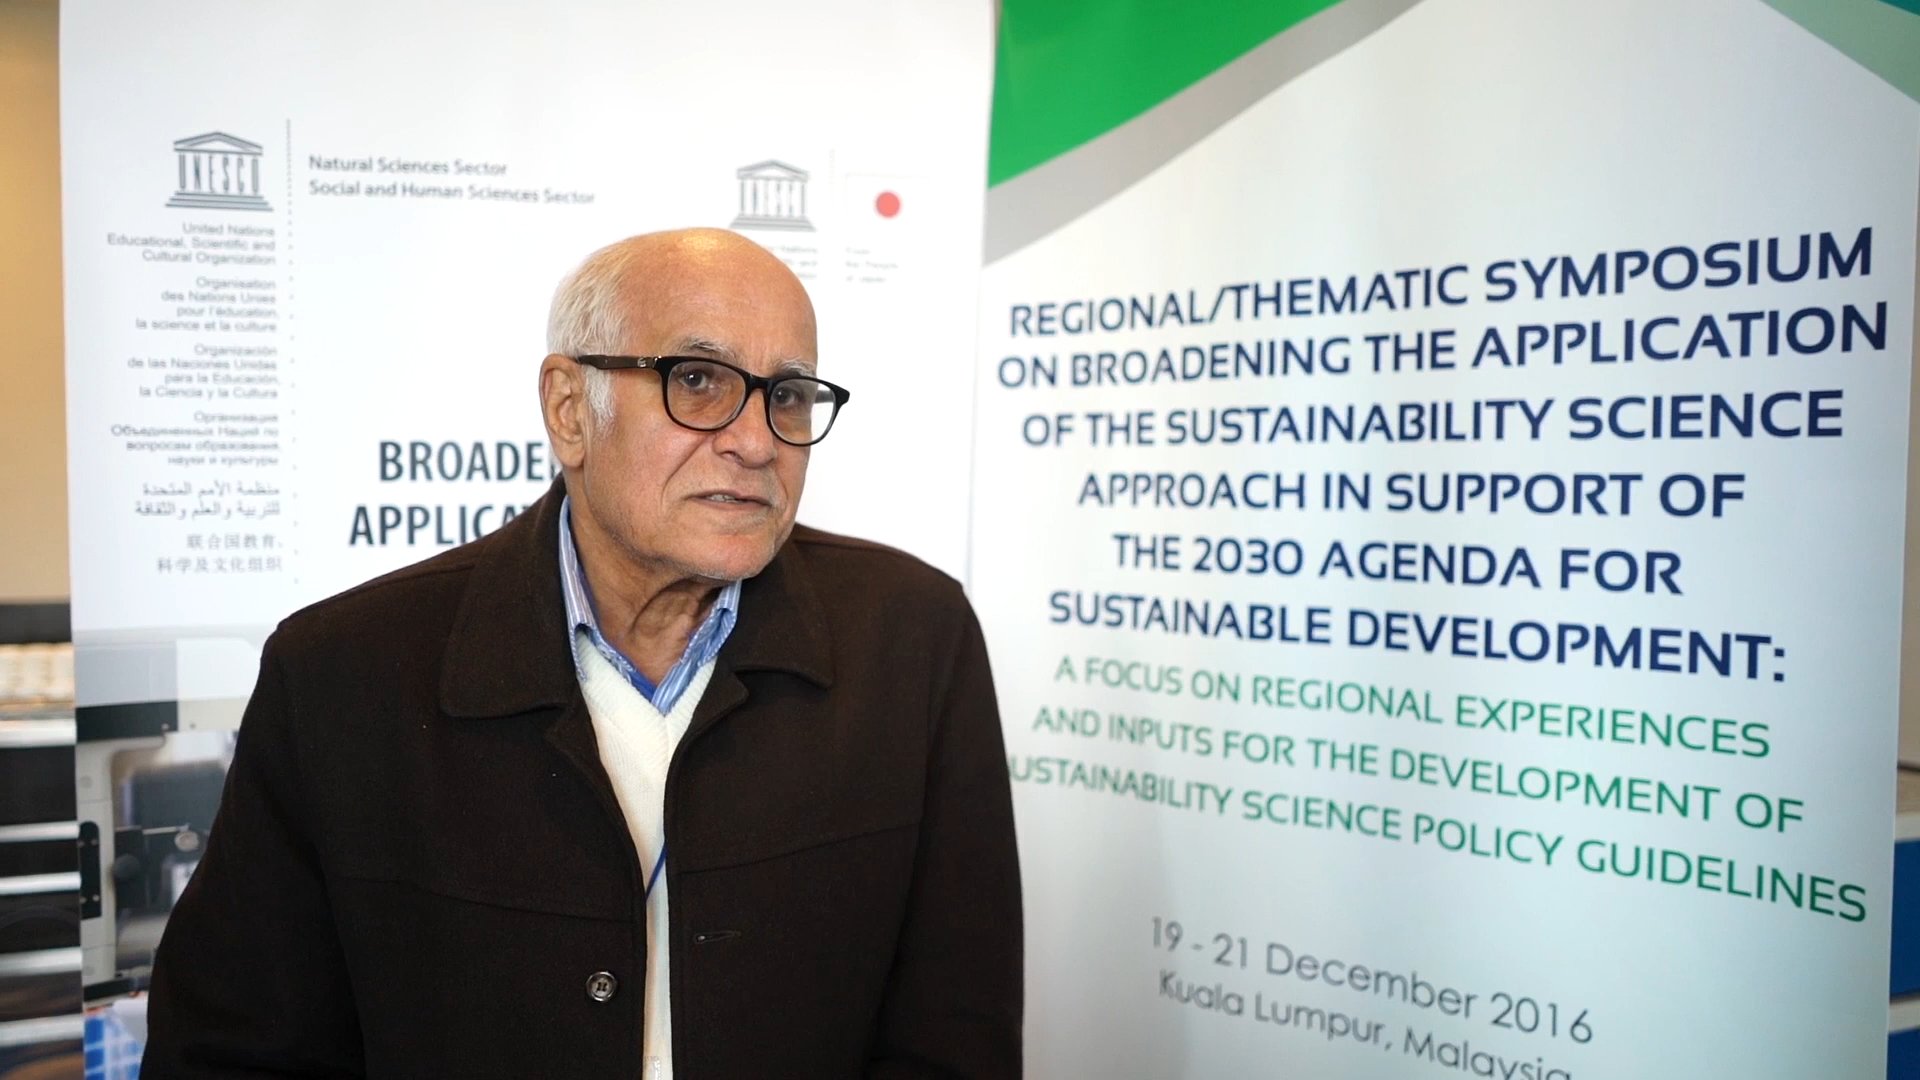 UNESCO
Natural Sciences Sector
Social and Human Sciences Sector
United Nations
Educational, Scientific and
Cultural Organization
Organisation
des Nations Unies
pour l'éducation,
la science et la culture
Organización
de las Naciones Unidas
para la Educación,
la Ciencia y la Cultura
Организация
Объединенных Наций по
вопросам образования,
науки и культуры
منظمة الأمم المتحدة
للتربية والعلم والثقافة
联合国教育、
科学及文化组织
UNESCO
BROADE
APPLICA
REGIONAL/THEMATIC SYMPOSIUM
ON BROADENING THE APPLICATION
OF THE SUSTAINABILITY SCIENCE
APPROACH IN SUPPORT OF
THE 2030 AGENDA FOR
SUSTAINABLE DEVELOPMENT:
A FOCUS ON REGIONAL EXPERIENCES
AND INPUTS FOR THE DEVELOPMENT OF
USTAINABILITY SCIENCE POLICY GUIDELINES
19 - 21 December 2016
Kuala Lumpur, Malaysia